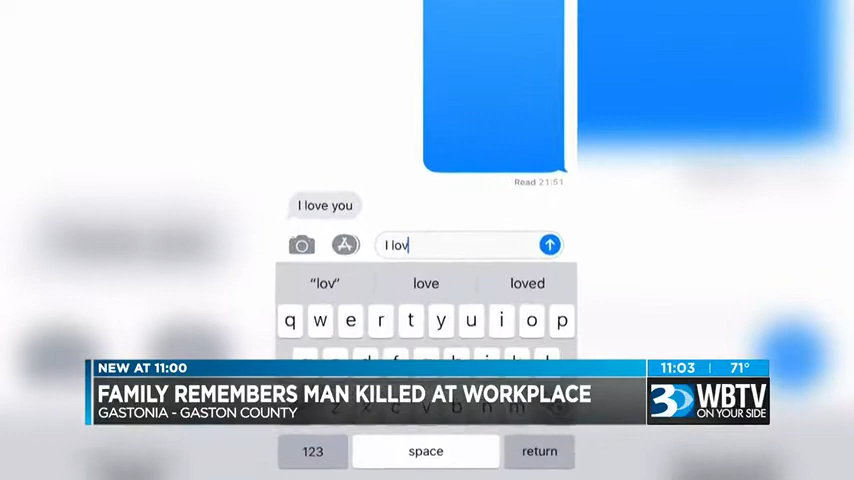 Read 21:51
I love you
I lov
“lov” love loved
q w e r t y u i o p
NEW AT 11:00
11:03 | 71°
FAMILY REMEMBERS MAN KILLED AT WORKPLACE
GASTONIA - GASTON COUNTY
3 WBTV
ON YOUR SIDE
z x c v b n m
123 space return